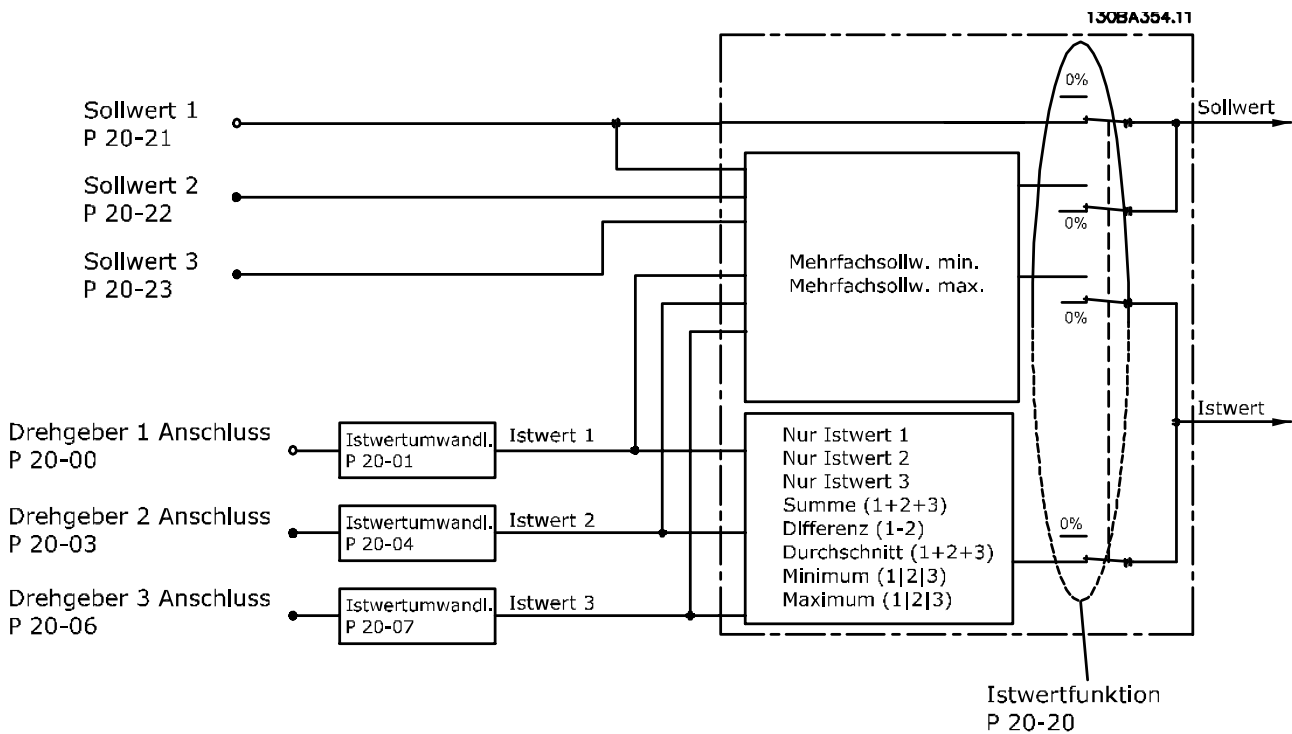 130BA354.11
0%
Sollwert 1
P 20-21
Sollwert
Sollwert 2
P 20-22
0%
Sollwert 3
P 20-23
Mehrfachsollw. min.
Mehrfachsollw. max.
0%
Istwert
Drehgeber 1 Anschluss
P 20-00
Istwertumwandl.
P 20-01
Istwert 1
Drehgeber 2 Anschluss
P 20-03
Istwertumwandl.
P 20-04
Istwert 2
Drehgeber 3 Anschluss
P 20-06
Istwertumwandl.
P 20-07
Istwert 3
Nur Istwert 1
Nur Istwert 2
Nur Istwert 3
Summe (1+2+3)
Differenz (1-2)
Durchschnitt (1+2+3)
Minimum (1|2|3)
Maximum (1|2|3)
0%
Istwertfunktion
P 20-20